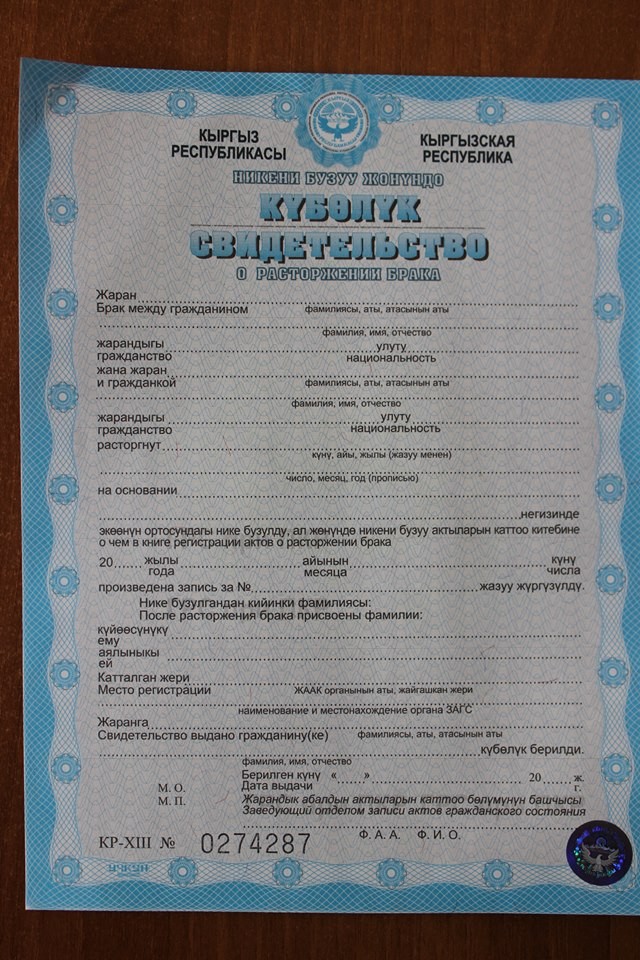 КЫРГЫЗ РЕСПУБЛИКАСЫ
КЫРГЫЗСКАЯ РЕСПУБЛИКА
НИКЕНИ БУЗУУ ЖӨНҮНДӨ
КҮБӨЛҮК
СВИДЕТЕЛЬСТВО
О РАСТОРЖЕНИИ БРАКА
Жаран
Брак между гражданином фамилиясы, аты, атасынын аты
фамилия, имя, отчество
жарандыгы улуту
гражданство национальность
жана жаран
и гражданкой фамилиясы, аты, атасынын аты
фамилия, имя, отчество
жарандыгы улуту
гражданство национальность
расторгнут
күнү, айы, жылы (жазуу менен)
число, месяц, год (прописью)
на основании
негизинде
экөөнүн ортосундагы нике бузулду, ал жөнүндө никени бузуу актыларын каттоо китебине
о чем в книге регистрации актов о расторжении брака
20 жылы айынын күнү
года месяца числа
произведена запись за № жазуу жүргүзүлдү.
Нике бузулгандан кийинки фамилиясы:
После расторжения брака присвоены фамилии:
күйөөсүнүкү
ему
аялыныкы
ей
Катталган жери
Место регистрации ЖААК органынын аты, жайгашкан жери
наименование и местонахождение органа ЗАГС
Жаранга
Свидетельство выдано гражданину(ке) фамилиясы, аты, атасынын аты
күбөлүк берилди.
фамилия, имя, отчество
Берилген күнү « » 20 ж.
М. О. Дата выдачи г.
М. П. Жарандык абалдын актыларын каттоо бөлүмүнүн башчысы
Заведующий отделом записи актов гражданского состояния
Ф. А. А. Ф. И. О.
КР-XIII № 0274287
УЧКУН